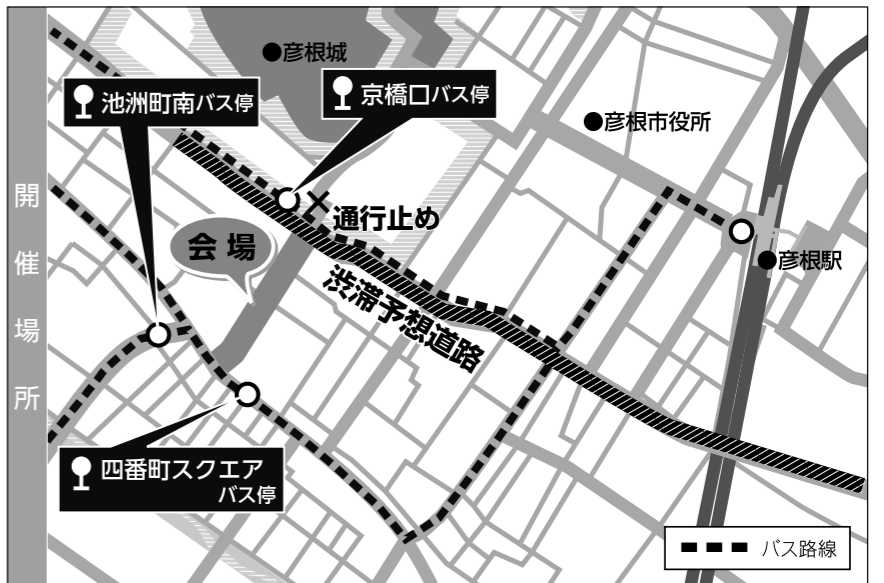 開催場所
●彦根城
池洲町南バス停
京橋口バス停
●彦根市役所
通行止め
会場
●彦根駅
渋滞予想道路
四番町スクエア
バス停
バス路線